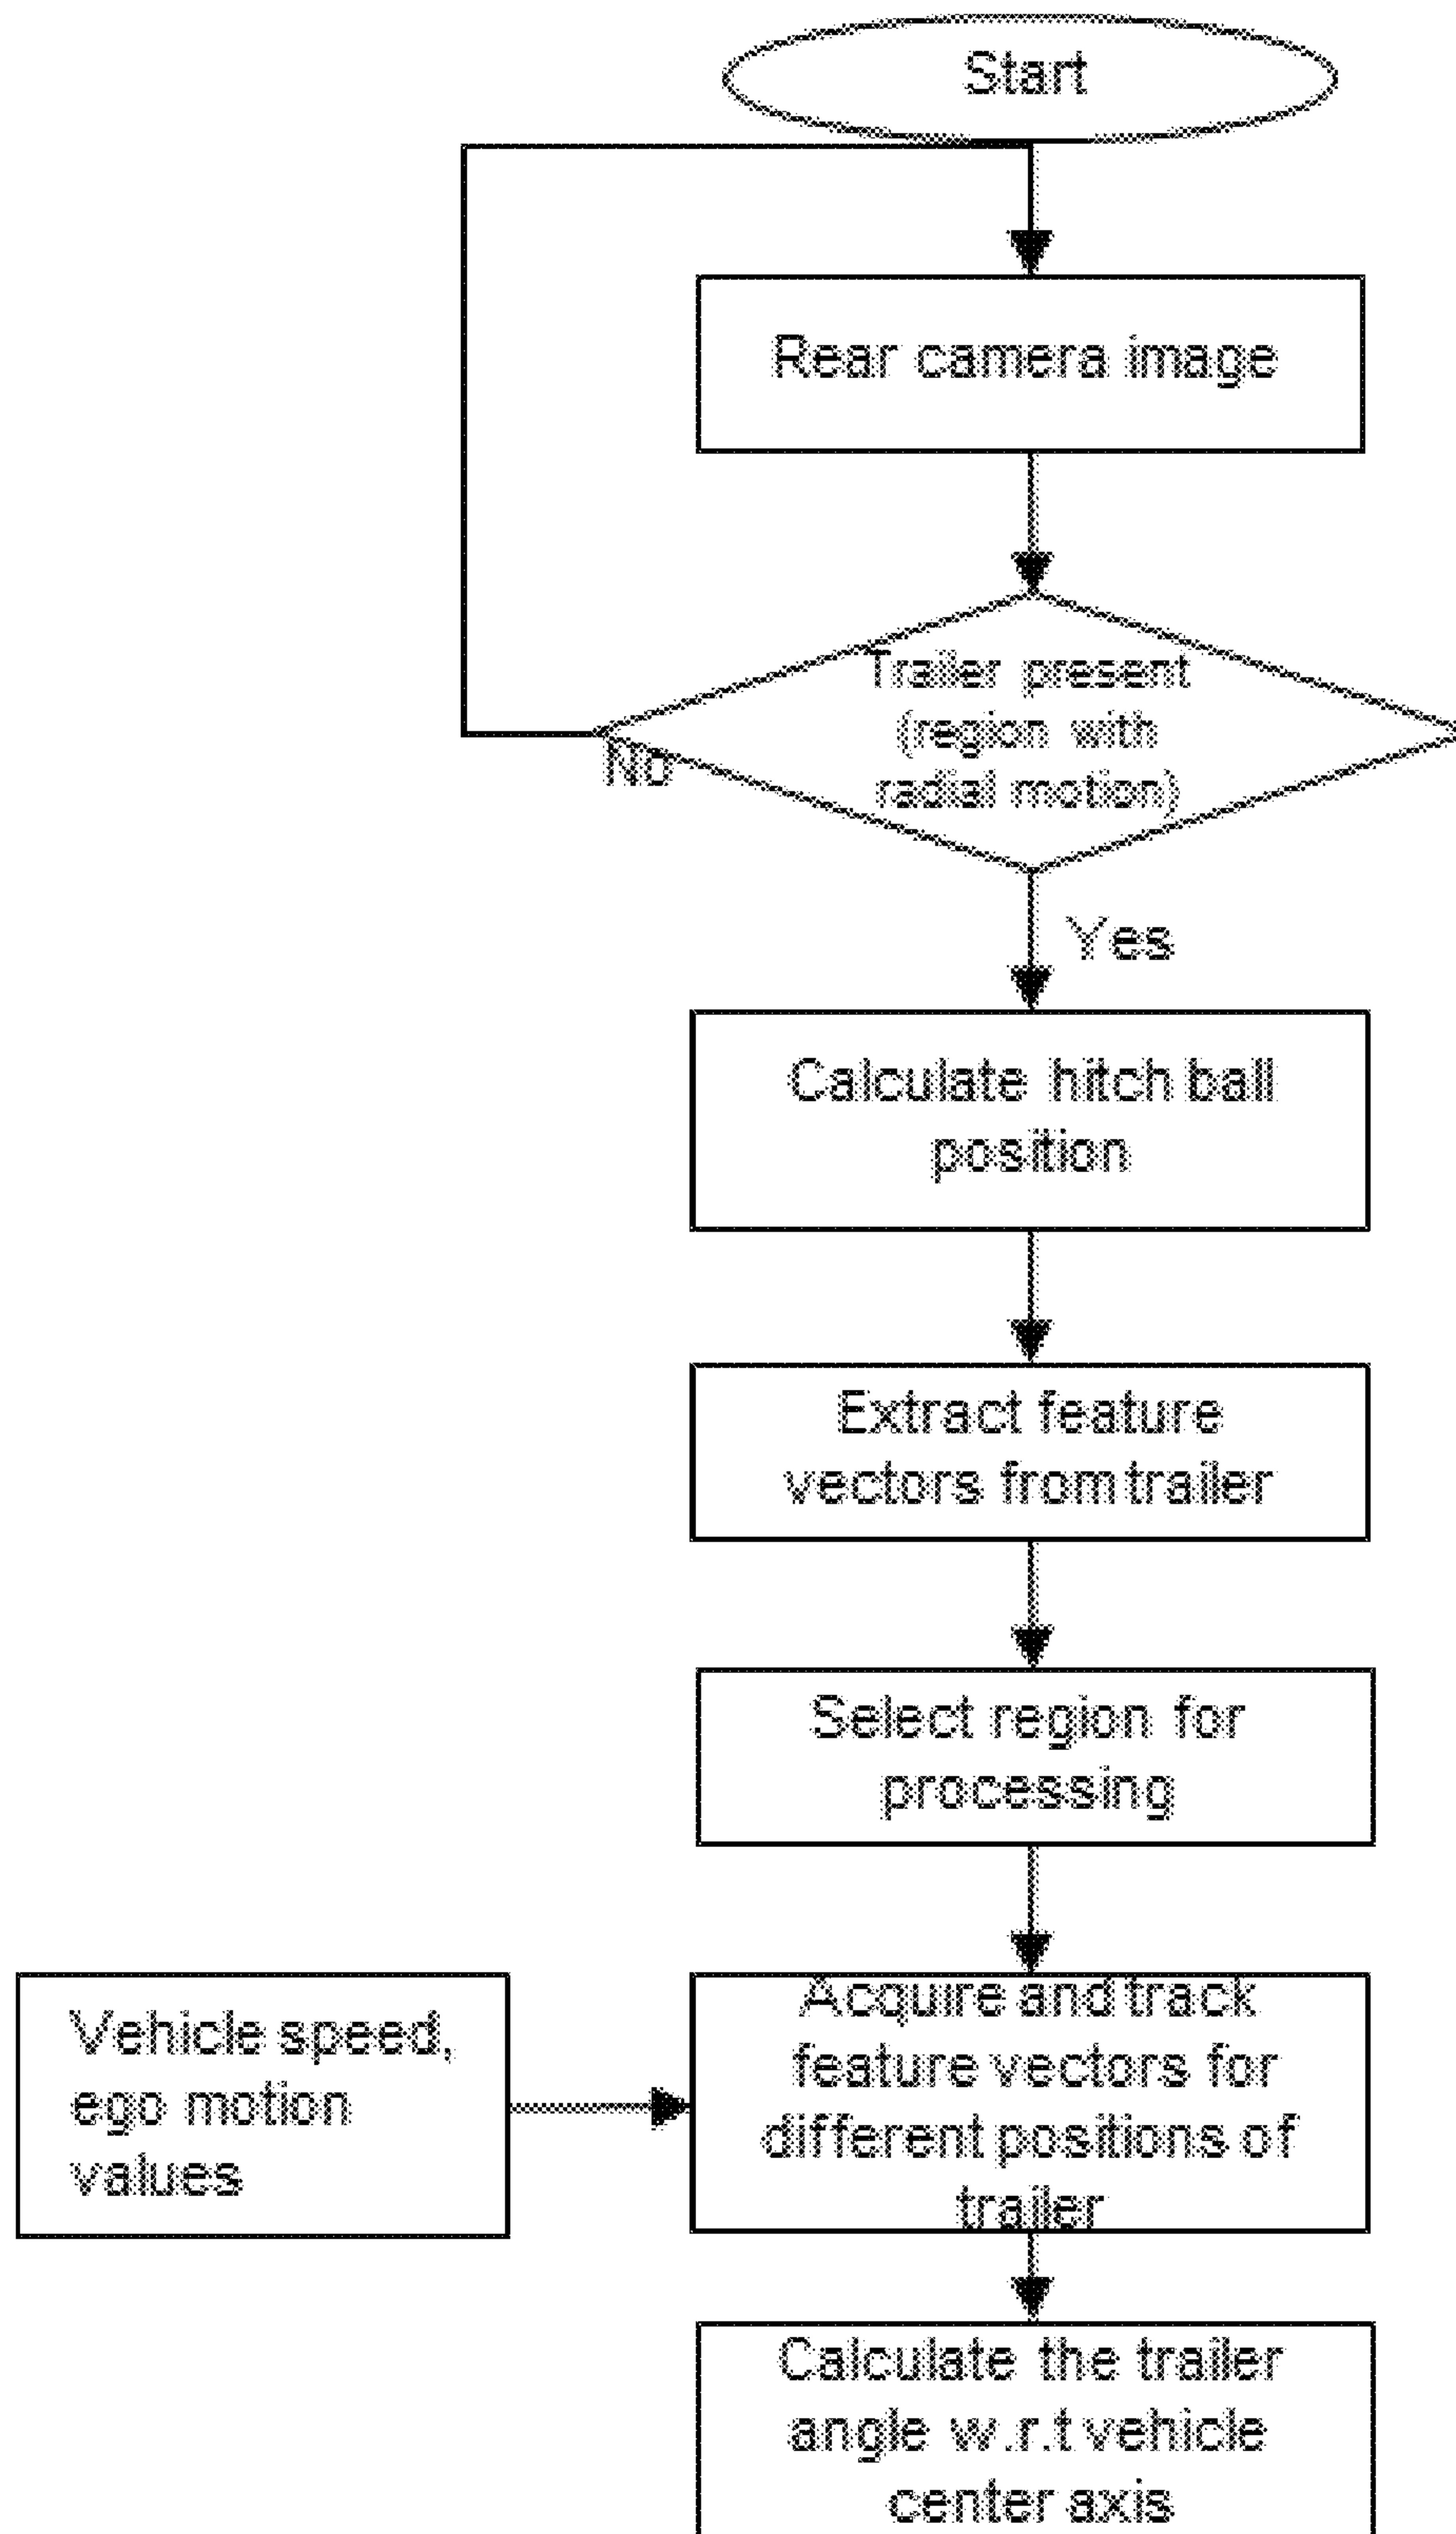 Start
Rear camera image
Trailer present
(region with
radial motion)
No
Yes
Calculate hitch ball
position
Extract feature
vectors from trailer
Select region for
processing
Vehicle speed,
ego motion
values
Acquire and track
feature vectors for
different positions of
trailer
Calculate the trailer
angle w.r.t vehicle
center axis